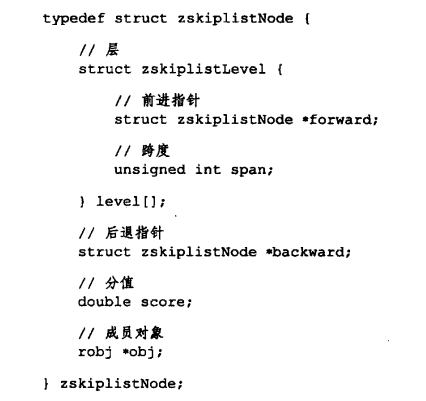 typedef struct zskiplistNode {
// 层
struct zskiplistLevel {
// 前进指针
struct zskiplistNode *forward;
// 跨度
unsigned int span;
} level[];
// 后退指针
struct zskiplistNode *backward;
// 分值
double score;
// 成员对象
robj *obj;
} zskiplistNode;